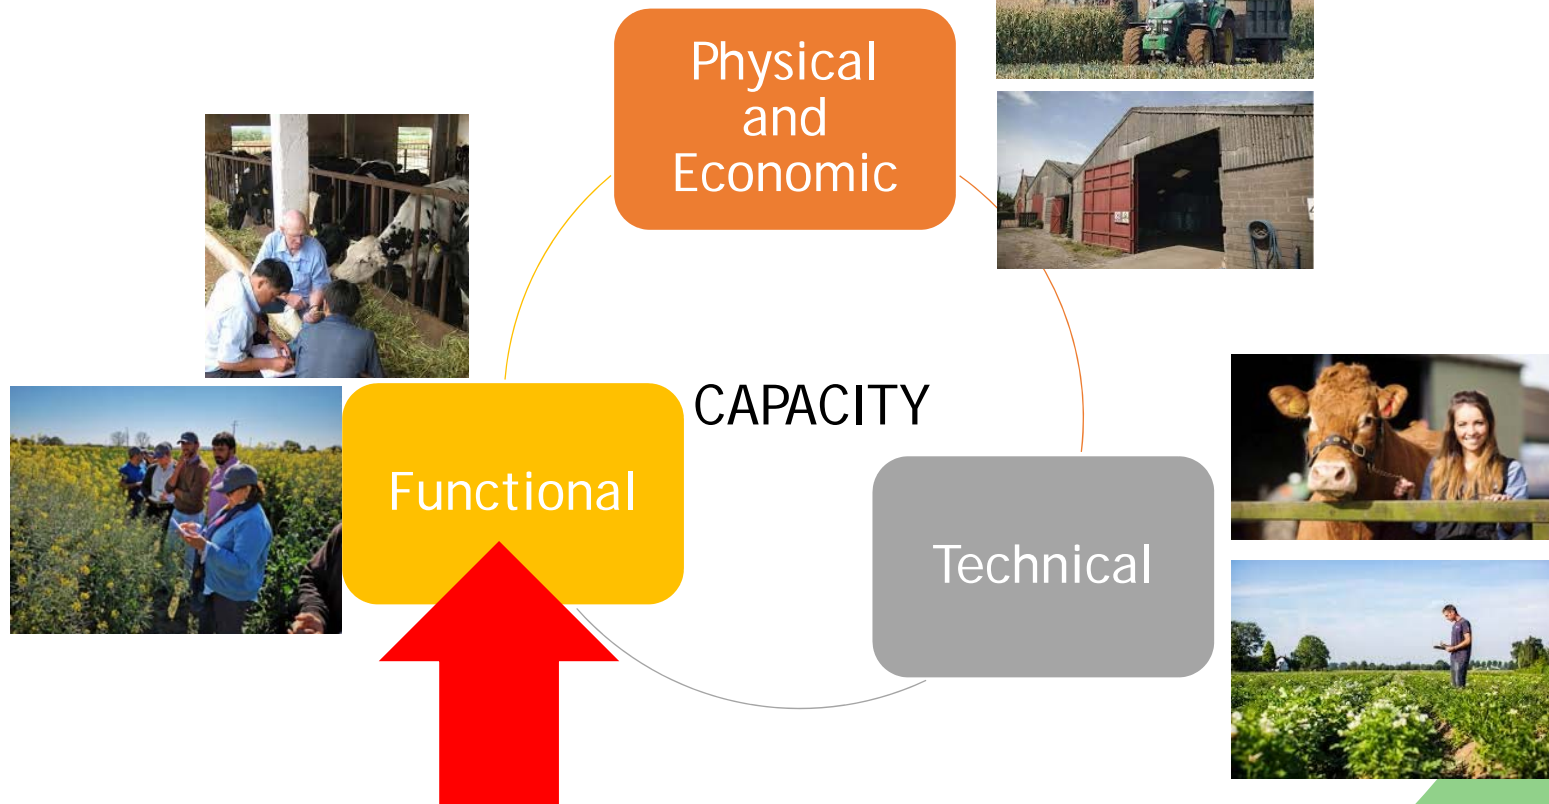 Physical
and
Economic
CAPACITY
Functional
Technical